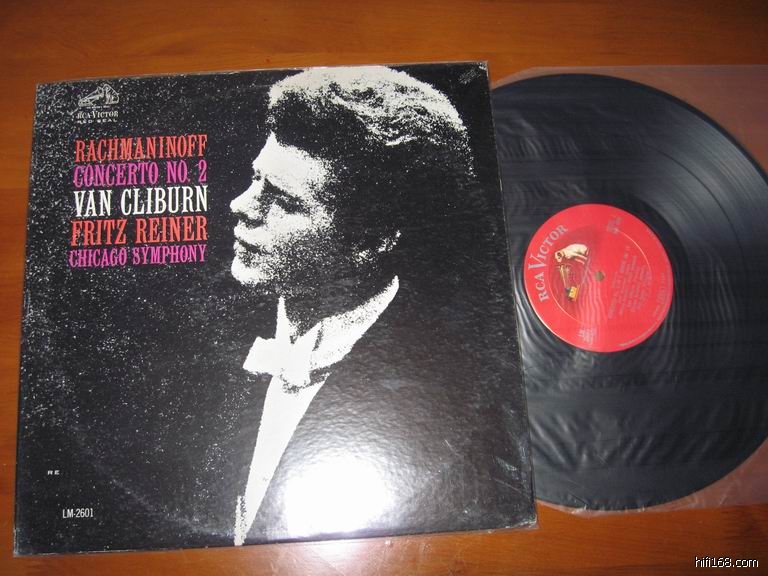 RCA VICTOR
RED SEAL
RACHMANINOFF
CONCERTO NO. 2
VAN CLIBURN
FRITZ REINER
CHICAGO SYMPHONY
RE
LM-2601
RCA VICTOR
hifi168.com